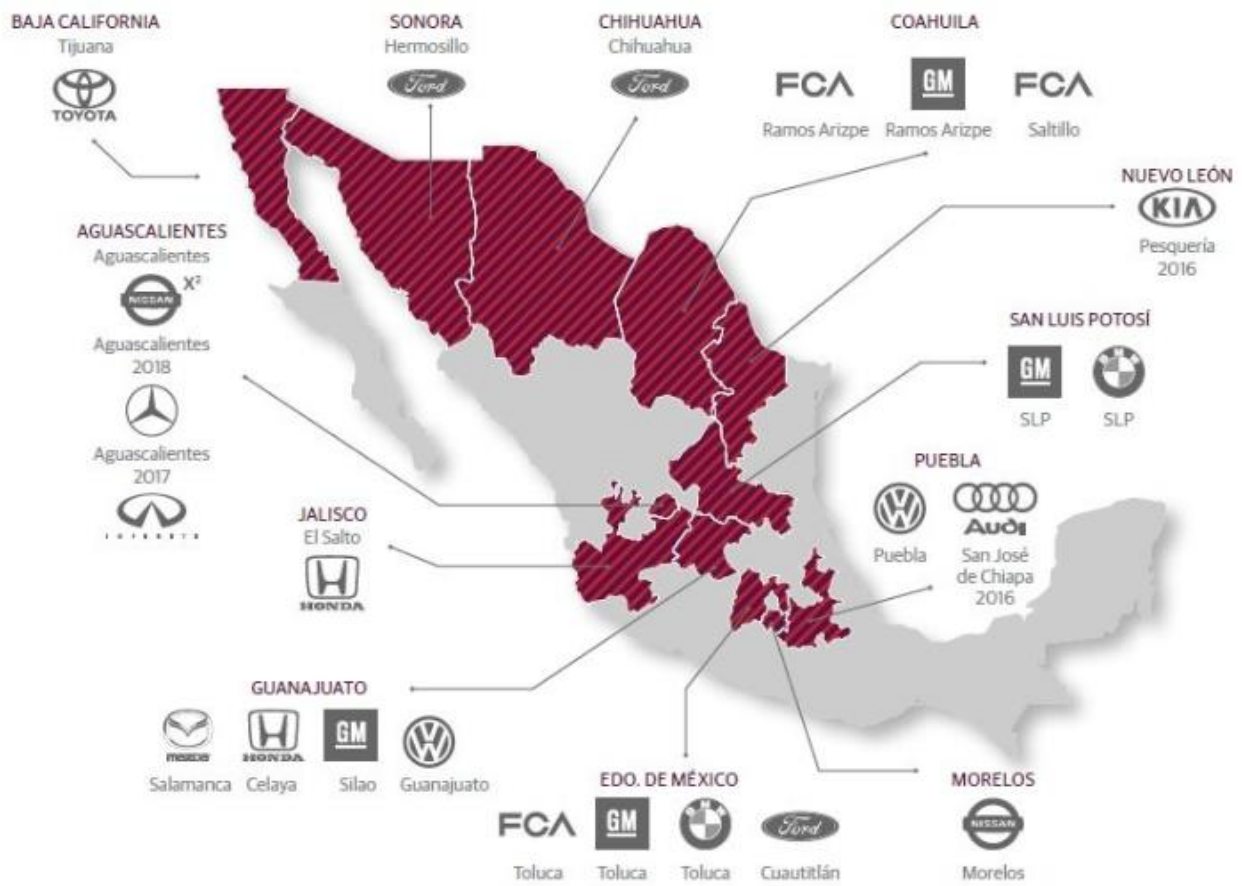 BAJA CALIFORNIA
Tijuana
TOYOTA
SONORA
Hermosillo
Ford
CHIHUAHUA
Chihuahua
Ford
COAHUILA
FCA
GM
FCA
Ramos Arizpe
Ramos Arizpe
Saltillo
NUEVO LEÓN
KIA
Pesquería
2016
AGUASCALIENTES
Aguascalientes
NISSAN
X²
Aguascalientes
2018
Aguascalientes
2017
SAN LUIS POTOSÍ
GM
BMW
SLP
SLP
PUEBLA
Audi
Puebla
San José
de Chiapa
2016
JALISCO
El Salto
HONDA
GUANAJUATO
mazda
HONDA
GM
Salamanca
Celaya
Silao
Guanajuato
EDO. DE MÉXICO
FCA
GM
BMW
Ford
Toluca
Toluca
Toluca
Cuautitlán
MORELOS
NISSAN
Morelos